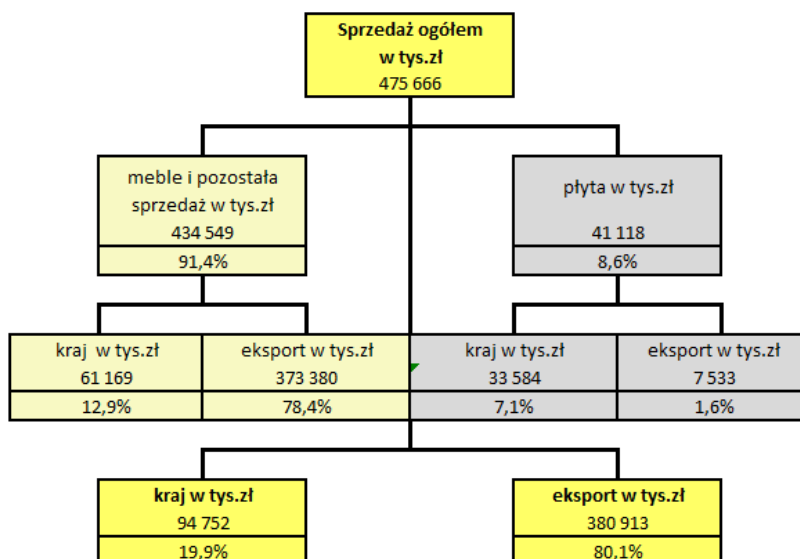 Sprzedaż ogółem
w tys.zł
475 666
meble i pozostała
sprzedaż w tys.zł
434 549
91,4%
płyta w tys.zł
41 118
8,6%
kraj w tys.zł
61 169
12,9%
eksport w tys.zł
373 380
78,4%
kraj w tys.zł
33 584
7,1%
eksport w tys.zł
7 533
1,6%
kraj w tys.zł
94 752
19,9%
eksport w tys.zł
380 913
80,1%